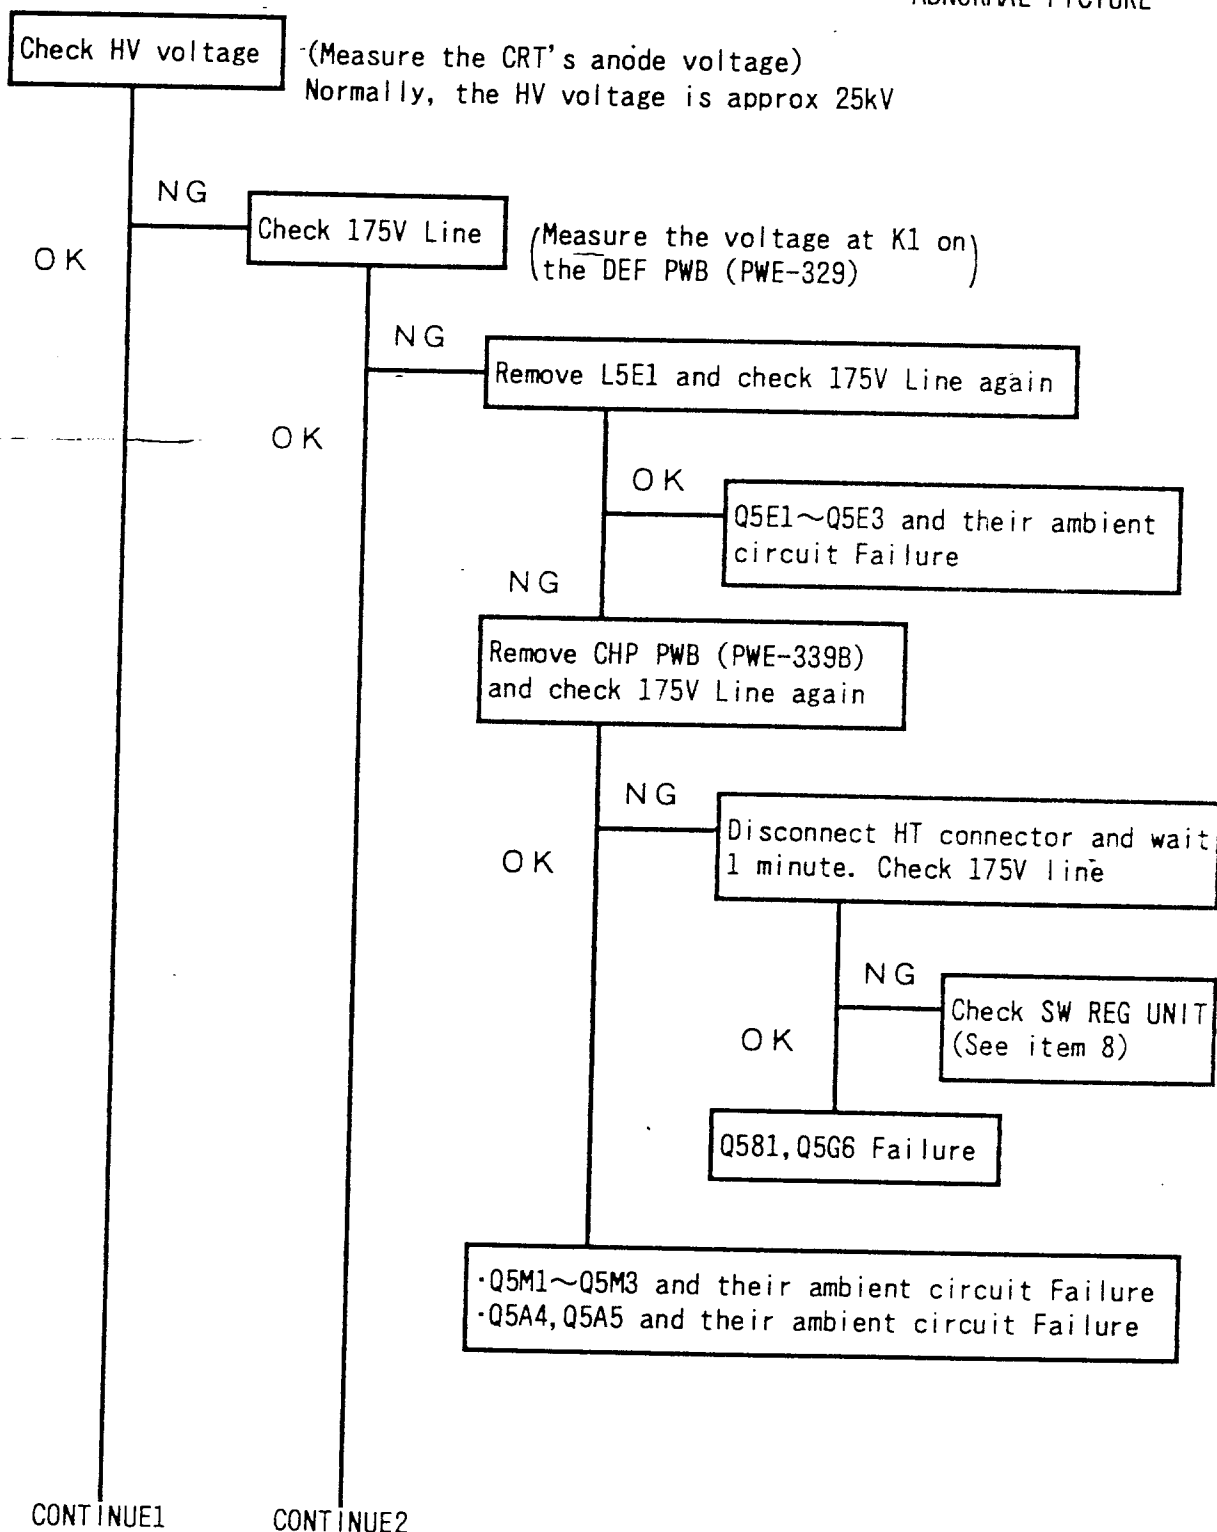 ABNORMAL PICTURE
Check HV voltage
(Measure the CRT's anode voltage)
Normally, the HV voltage is approx 25kV
NG
OK
Check 175V Line
(Measure the voltage at K1 on
the DEF PWB (PWE-329))
NG
Remove L5E1 and check 175V Line again
OK
OK
Q5E1~Q5E3 and their ambient
circuit Failure
NG
Remove CHP PWB (PWE-339B)
and check 175V Line again
NG
Disconnect HT connector and wait
1 minute. Check 175V line
OK
NG
Check SW REG UNIT
(See item 8)
OK
Q581,Q5G6 Failure
·Q5M1~Q5M3 and their ambient circuit Failure
·Q5A4,Q5A5 and their ambient circuit Failure
CONTINUE1
CONTINUE2